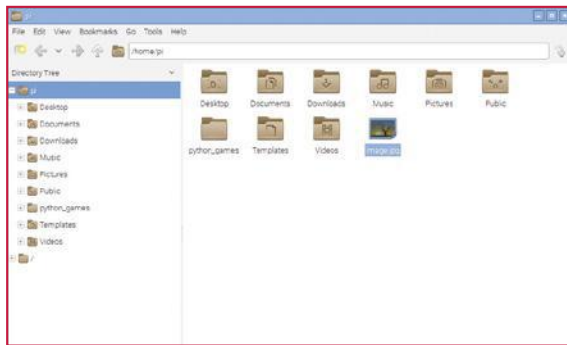 pi
File Edit View Bookmarks Go Tools Help
/home/pi
Directory Tree
pi
Desktop
Documents
Downloads
Music
Pictures
Public
python_games
Templates
Videos
/
Desktop Documents Downloads Music Pictures Public
python_games Templates Videos image.jpg